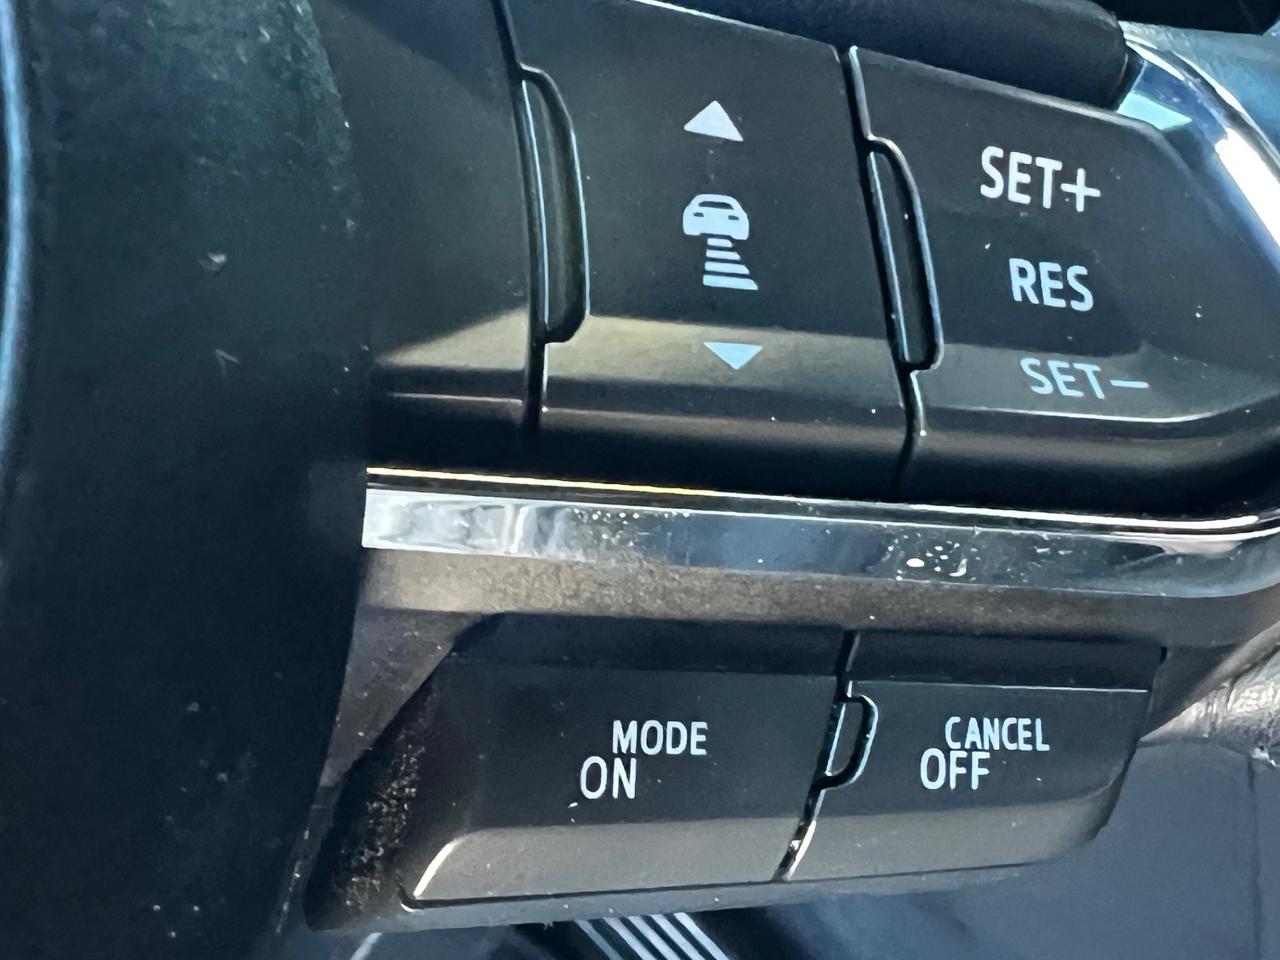 SET+
RES
SET−
MODE
ON
CANCEL
OFF